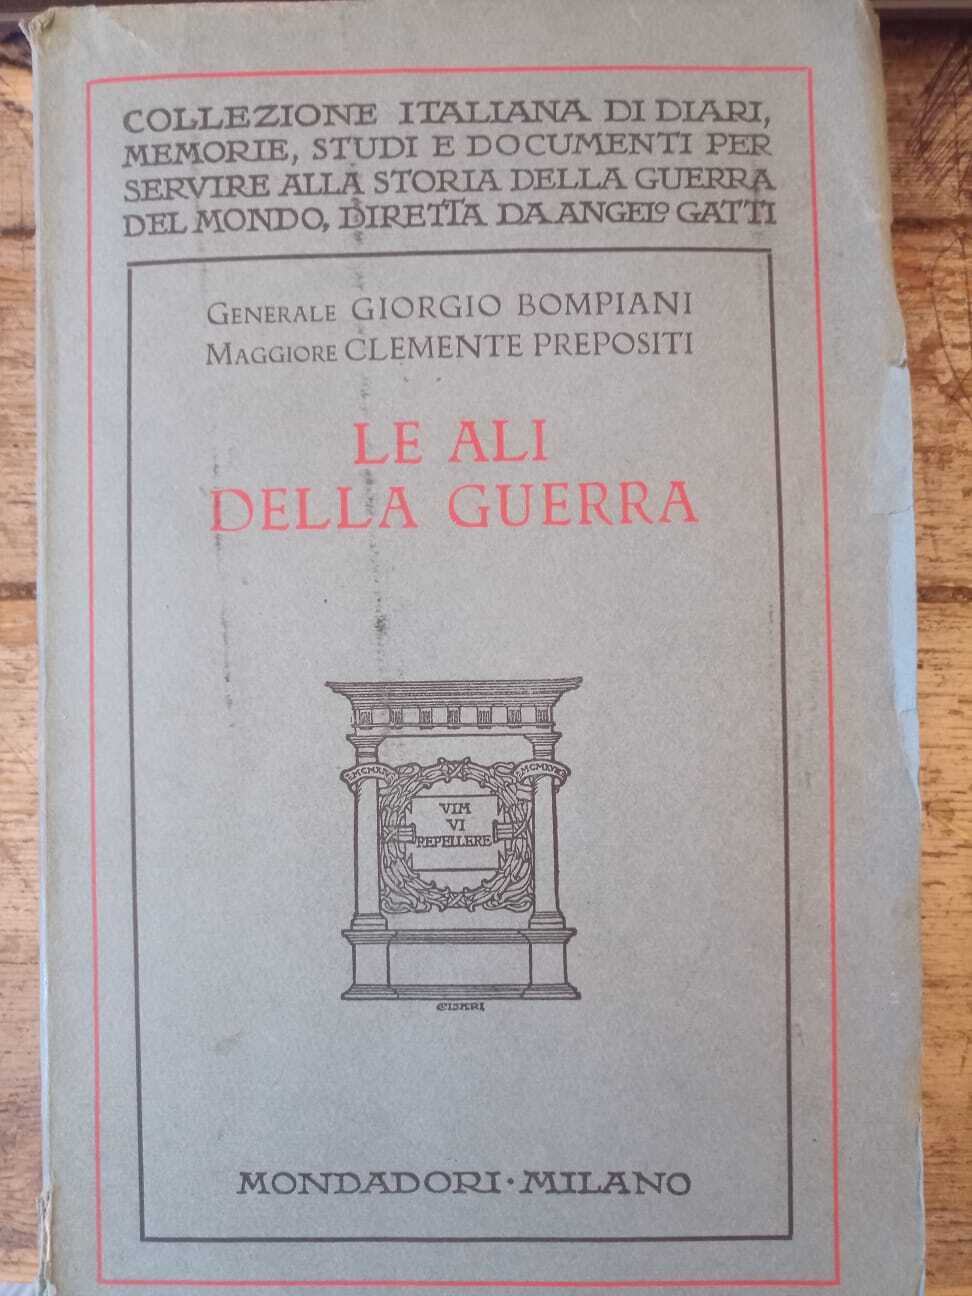 COLLEZIONE ITALIANA DI DIARI,
MEMORIE, STUDI E DOCUMENTI PER
SERVIRE ALLA STORIA DELLA GUERRA
DEL MONDO, DIRETTA DA ANGELO GATTI
GENERALE GIORGIO BOMPIANI
MAGGIORE CLEMENTE PREPOSITI
LE ALI
DELLA GUERRA
VIM
VI
REPELLERE
CISARI
MONDADORI · MILANO